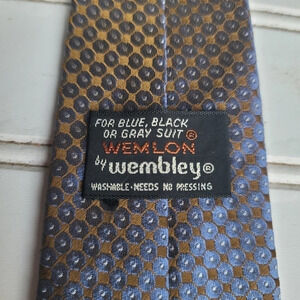 FOR BLUE, BLACK
OR GRAY SUIT ®
WEMLON
by wembley®
WASHABLE·NEEDS NO PRESSING